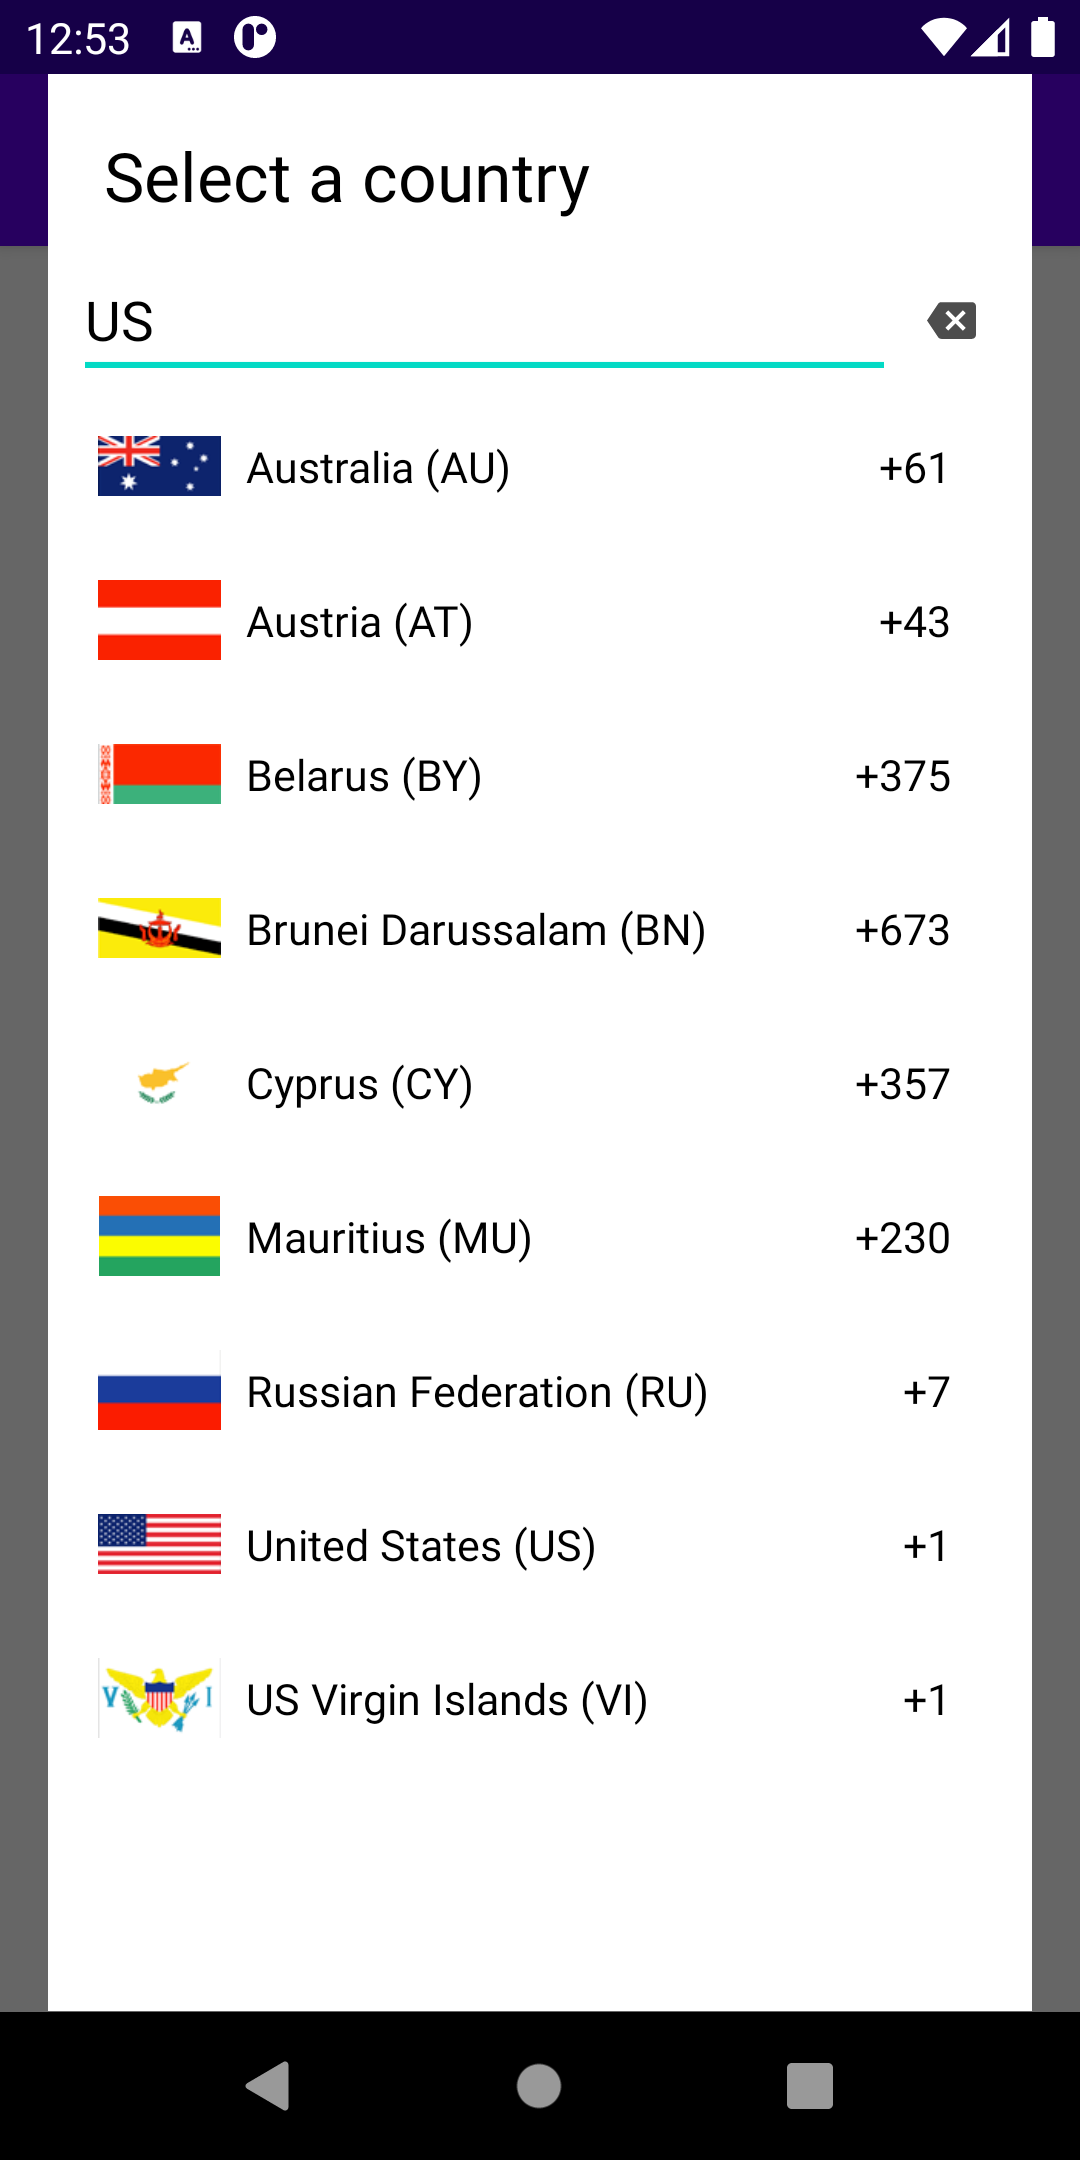 12:53
Select a country
US
Australia (AU) +61
Austria (AT) +43
Belarus (BY) +375
Brunei Darussalam (BN) +673
Cyprus (CY) +357
Mauritius (MU) +230
Russian Federation (RU) +7
United States (US) +1
US Virgin Islands (VI) +1